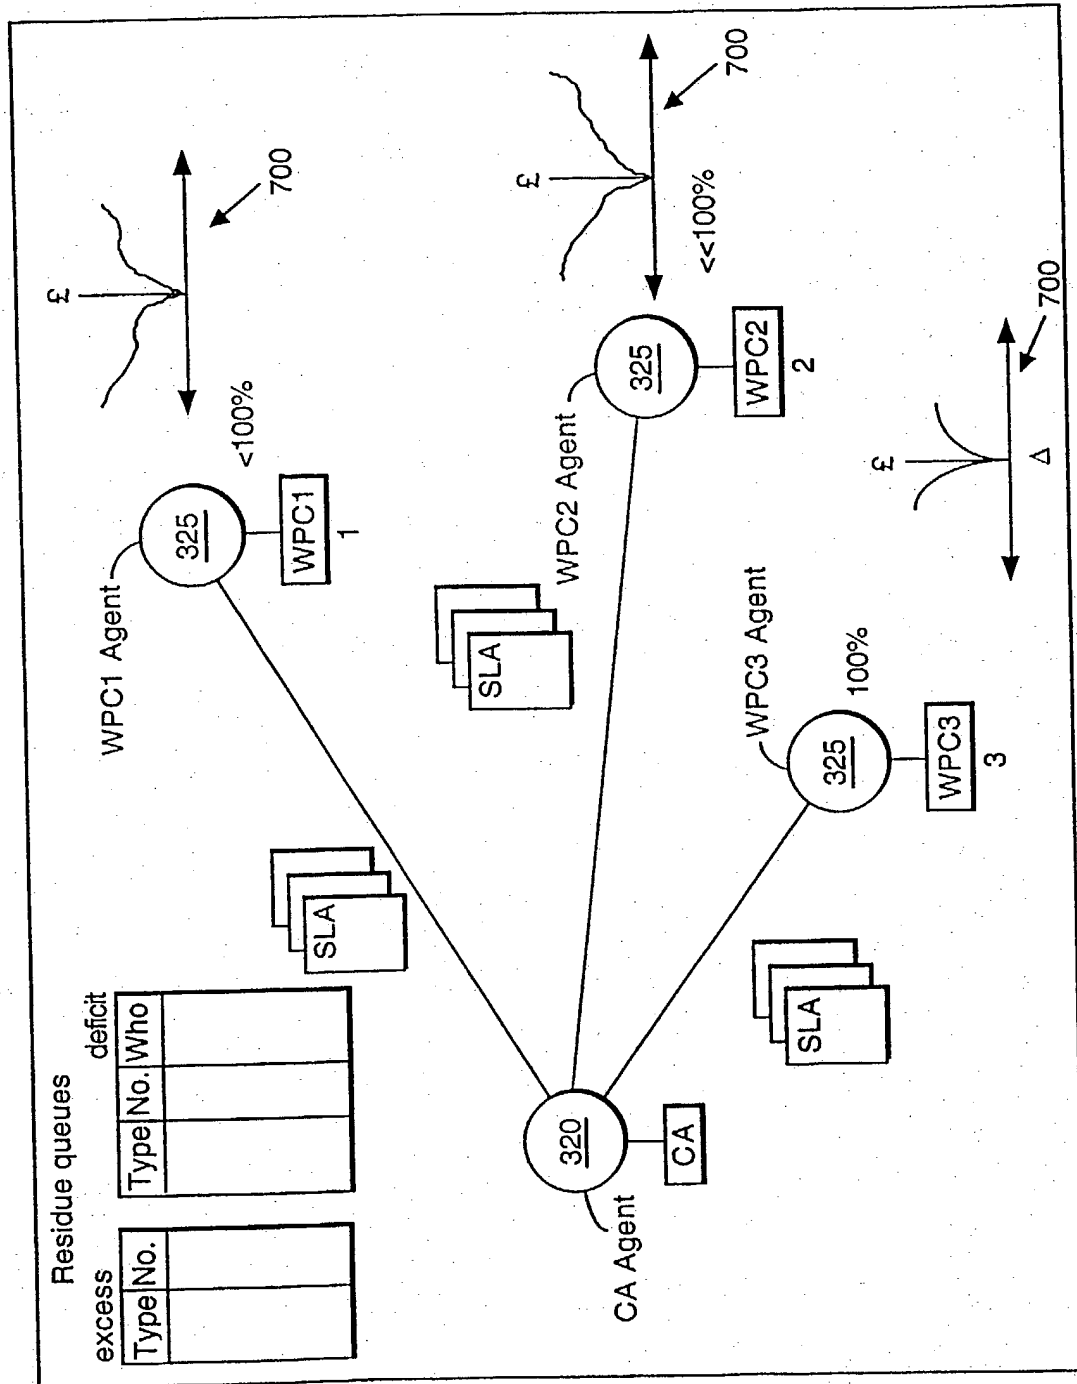 Residue queues
excess
deficit
Type No.
Type No. Who
SLA
SLA
SLA
CA Agent
320
CA
WPC1 Agent
325
WPC1
1
<100%
£
700
WPC2 Agent
325
WPC2
2
<<100%
£
700
WPC3 Agent
325
WPC3
3
100%
£
Δ
700